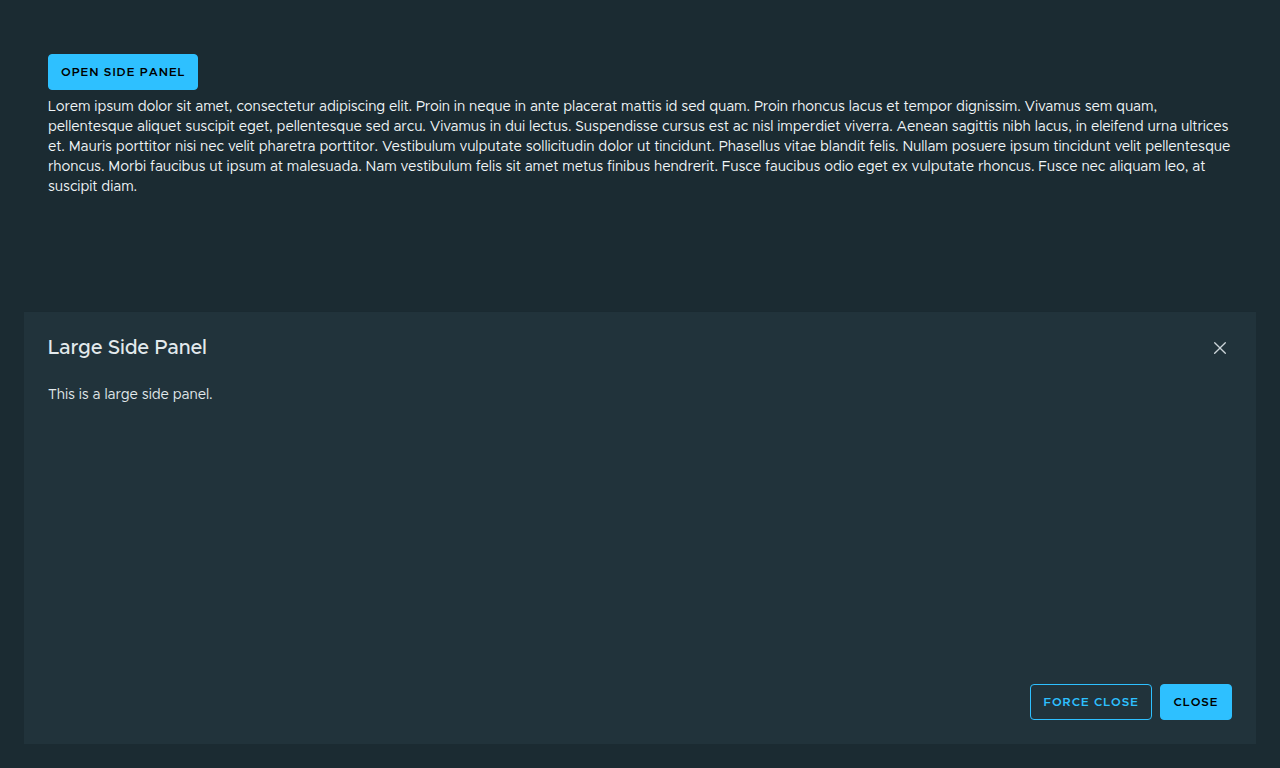 OPEN SIDE PANEL
Lorem ipsum dolor sit amet, consectetur adipiscing elit. Proin in neque in ante placerat mattis id sed quam. Proin rhoncus lacus et tempor dignissim. Vivamus sem quam,
pellentesque aliquet suscipit eget, pellentesque sed arcu. Vivamus in dui lectus. Suspendisse cursus est ac nisl imperdiet viverra. Aenean sagittis nibh lacus, in eleifend urna ultrices
et. Mauris porttitor nisi nec velit pharetra porttitor. Vestibulum vulputate sollicitudin dolor ut tincidunt. Phasellus vitae blandit felis. Nullam posuere ipsum tincidunt velit pellentesque
rhoncus. Morbi faucibus ut ipsum at malesuada. Nam vestibulum felis sit amet metus finibus hendrerit. Fusce faucibus odio eget ex vulputate rhoncus. Fusce nec aliquam leo, at
suscipit diam.
Large Side Panel
This is a large side panel.
FORCE CLOSE
CLOSE